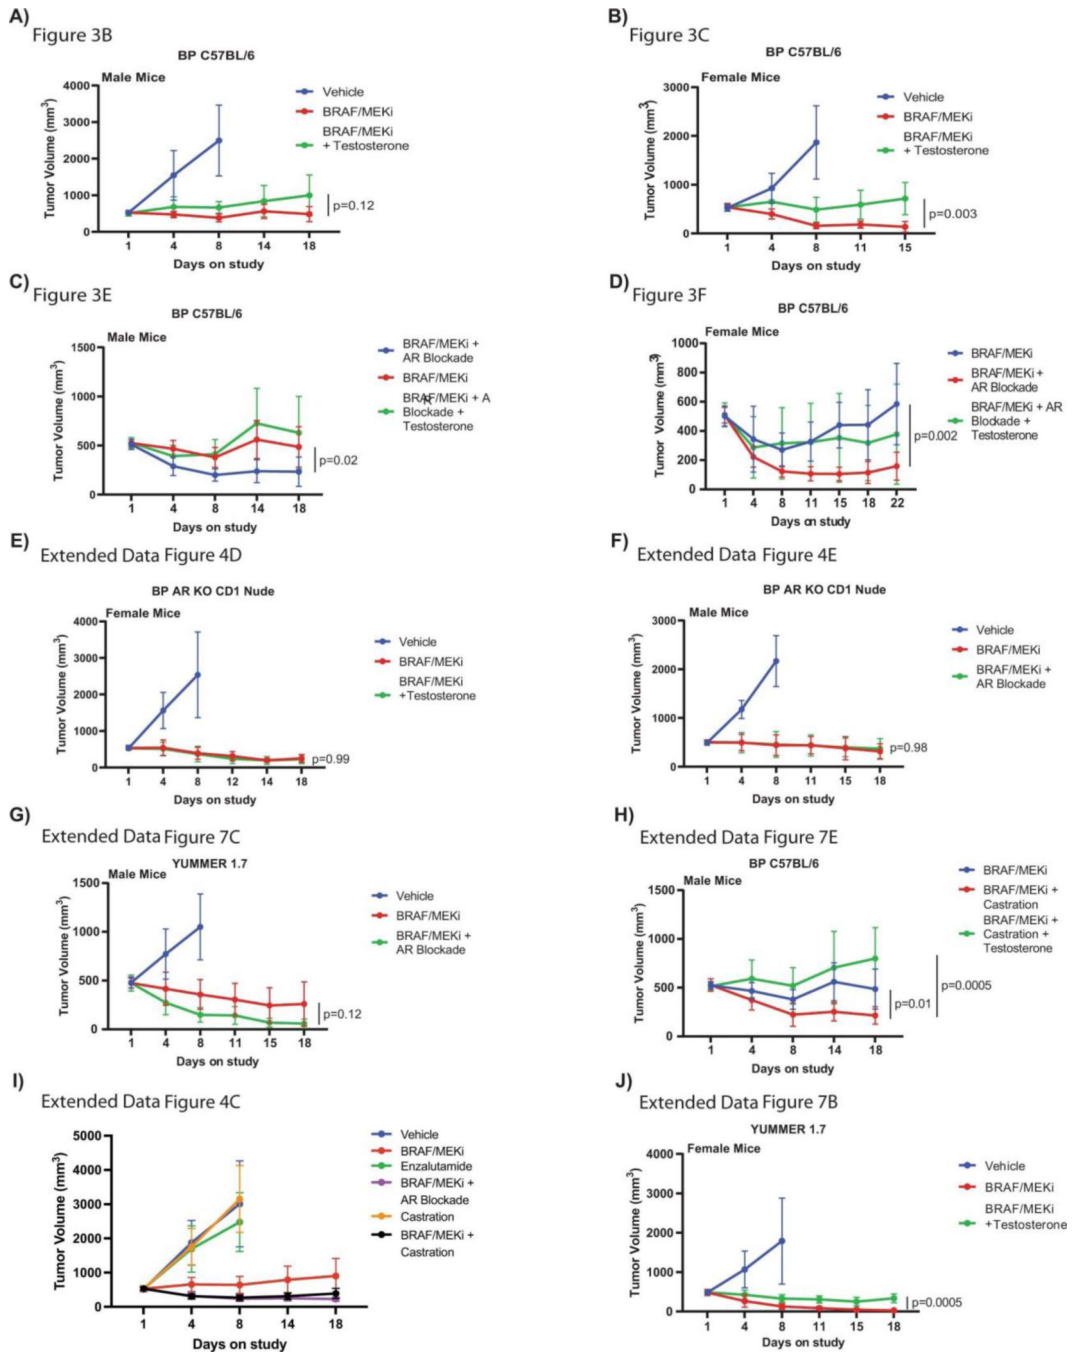 A)
Figure 3B
BP C57BL/6
Male Mice
Tumor Volume (mm3)
4000
3000
2000
1000
0
1 4 8 14 18
Days on study
Vehicle
BRAF/MEKi
BRAF/MEKi
+ Testosterone
p=0.12
B)
Figure 3C
BP C57BL/6
Female Mice
Tumor Volume (mm3)
3000
2000
1000
0
1 4 8 11 15
Days on study
Vehicle
BRAF/MEKi
BRAF/MEKi
+ Testosterone
p=0.003
C)
Figure 3E
BP C57BL/6
Male Mice
Tumor Volume (mm3)
1500
1000
500
0
1 4 8 14 18
Days on study
BRAF/MEKi +
AR Blockade
BRAF/MEKi
BRAF/MEKi + AR
Blockade +
Testosterone
p=0.02
D)
Figure 3F
BP C57BL/6
Female Mice
Tumor Volume (mm3)
1000
800
600
400
200
0
1 4 8 11 15 18 22
Days on study
BRAF/MEKi
BRAF/MEKi +
AR Blockade
BRAF/MEKi + AR
Blockade +
Testosterone
p=0.002
E)
Extended Data Figure 4D
BP AR KO CD1 Nude
Female Mice
Tumor Volume (mm3)
4000
3000
2000
1000
0
1 4 8 12 14 18
Days on study
Vehicle
BRAF/MEKi
BRAF/MEKi
+Testosterone
p=0.99
F)
Extended Data Figure 4E
BP AR KO CD1 Nude
Male Mice
Tumor Volume (mm3)
3000
2000
1000
0
1 4 8 11 15 18
Days on study
Vehicle
BRAF/MEKi
BRAF/MEKi +
AR Blockade
p=0.98
G)
Extended Data Figure 7C
YUMMER 1.7
Male Mice
Tumor Volume (mm3)
1500
1000
500
0
1 4 8 11 15 18
Days on study
Vehicle
BRAF/MEKi
BRAF/MEKi +
AR Blockade
p=0.12
H)
Extended Data Figure 7E
BP C57BL/6
Male Mice
Tumor Volume (mm3)
1500
1000
500
0
1 4 8 14 18
Days on study
BRAF/MEKi
BRAF/MEKi +
Castration
BRAF/MEKi +
Castration +
Testosterone
p=0.01
p=0.0005
I)
Extended Data Figure 4C
Tumor Volume (mm3)
5000
4000
3000
2000
1000
0
1 4 8 14 18
Days on study
Vehicle
BRAF/MEKi
Enzalutamide
BRAF/MEKi +
AR Blockade
Castration
BRAF/MEKi +
Castration
J)
Extended Data Figure 7B
YUMMER 1.7
Female Mice
Tumor Volume (mm3)
4000
3000
2000
1000
0
1 4 8 11 15 18
Days on study
Vehicle
BRAF/MEKi
BRAF/MEKi
+Testosterone
p=0.0005